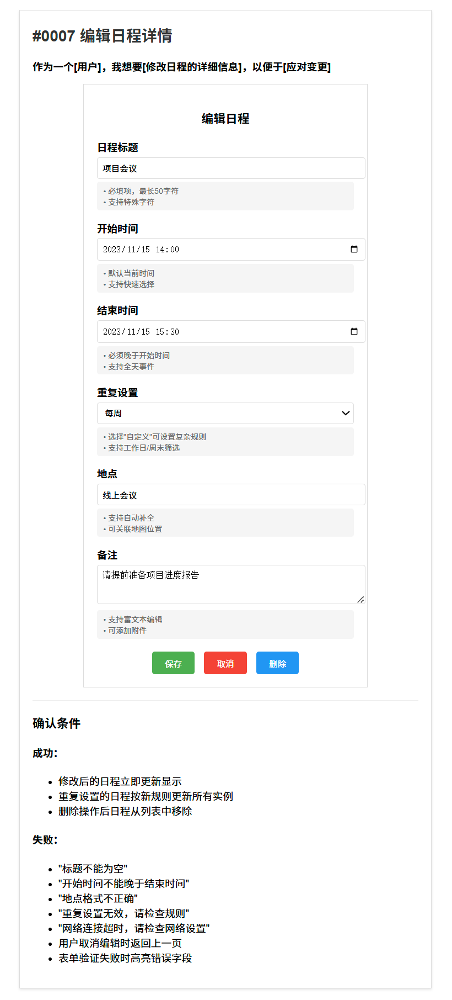 #0007 编辑日程详情
作为一个[用户]，我想要[修改日程的详细信息]，以便于[应对变更]
编辑日程
日程标题
项目会议
• 必填项，最长50字符
• 支持特殊字符
开始时间
2023/11/15 14:00
• 默认当前时间
• 支持快速选择
结束时间
2023/11/15 15:30
• 必须晚于开始时间
• 支持全天事件
重复设置
每周
• 选择"自定义"可设置复杂规则
• 支持工作日/周末筛选
地点
线上会议
• 支持自动补全
• 可关联地图位置
备注
请提前准备项目进度报告
• 支持富文本编辑
• 可添加附件
保存 取消 删除
确认条件
成功：
• 修改后的日程立即更新显示
• 重复设置的日程按新规则更新所有实例
• 删除操作后日程从列表中移除
失败：
• "标题不能为空"
• "开始时间不能晚于结束时间"
• "地点格式不正确"
• "重复设置无效，请检查规则"
• "网络连接超时，请检查网络设置"
• 用户取消编辑时返回上一页
• 表单验证失败时高亮错误字段